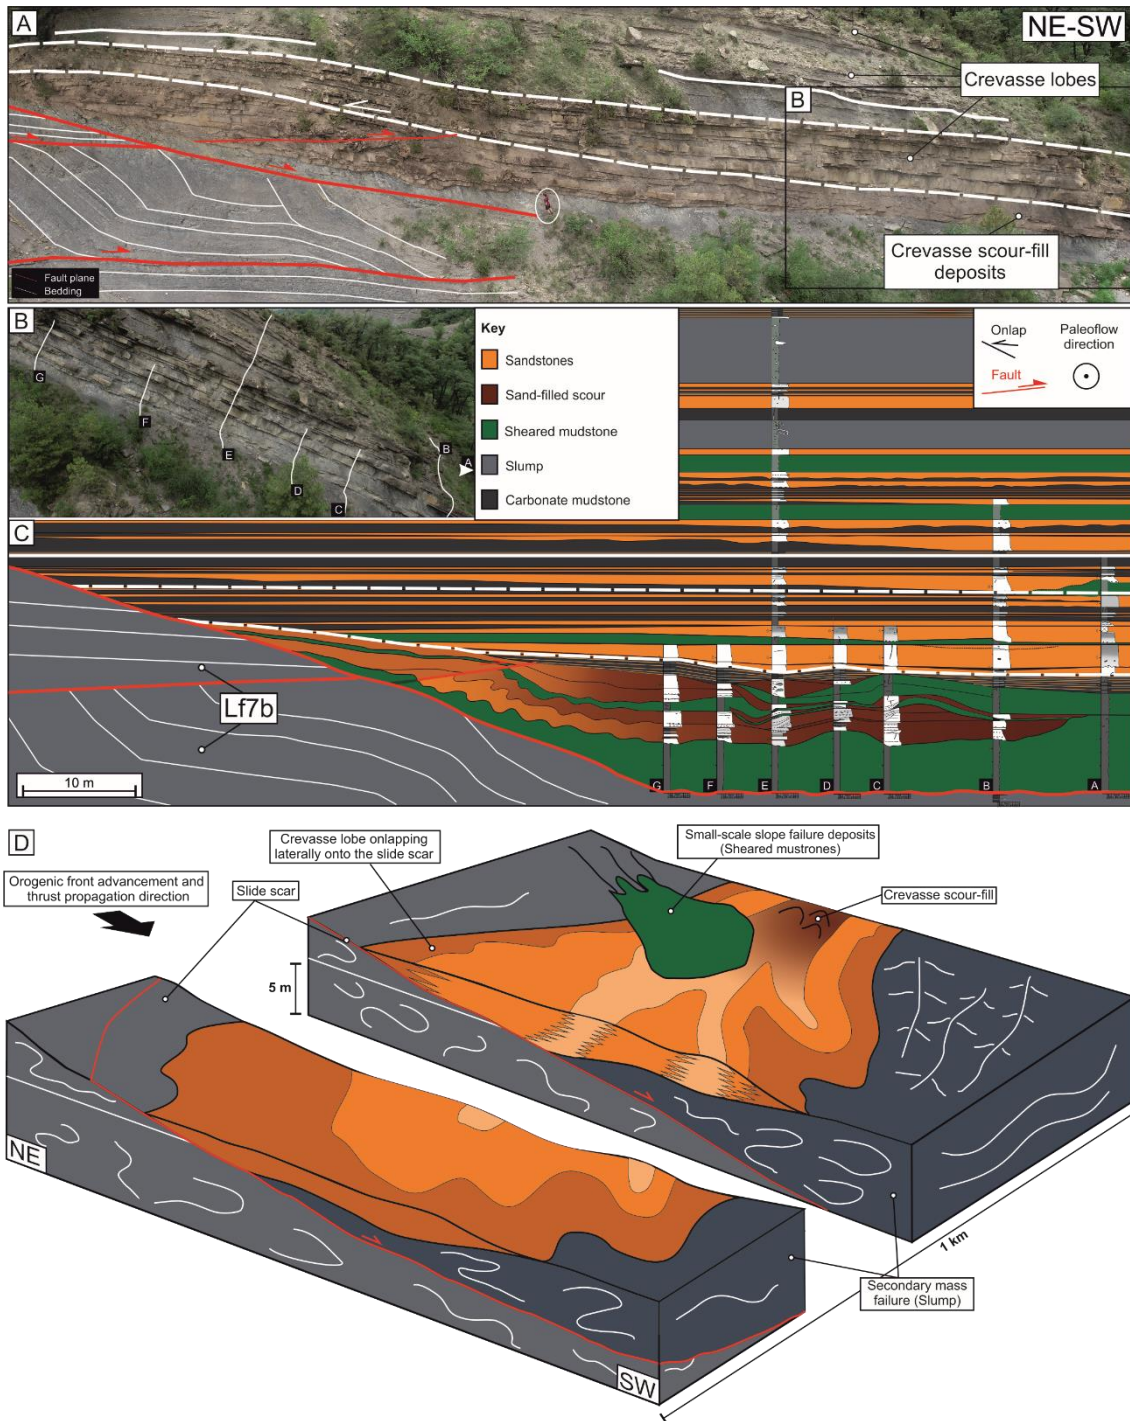 A
NE-SW
Crevasse lobes
B
Crevasse scour-fill
deposits
Fault plane
Bedding
B
G
F
E
D
C
B
A
Key
Sandstones
Sand-filled scour
Sheared mudstone
Slump
Carbonate mudstone
Onlap
Paleoflow
direction
Fault
C
Lf7b
10 m
G
F
E
D
C
B
A
D
Orogenic front advancement and
thrust propagation direction
Crevasse lobe onlapping
laterally onto the slide scar
Slide scar
Small-scale slope failure deposits
(Sheared mustrones)
Crevasse scour-fill
5 m
NE
SW
1 km
Secondary mass
failure (Slump)